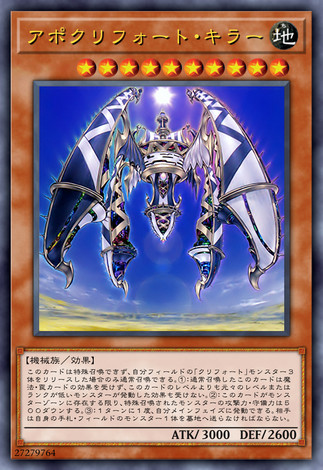 アポクリフォート・キラー 地
【機械族／効果】
このカードは特殊召喚できず、自分フィールドの「クリフォート」モンスター３
体をリリースした場合のみ通常召喚できる。①：通常召喚したこのカードは魔
法・罠カードの効果を受けず、このカードのレベルよりも元々のレベルまたは
ランクが低いモンスターが発動した効果も受けない。②：このカードがモンス
ターゾーンに存在する限り、特殊召喚されたモンスターの攻撃力・守備力は５
００ダウンする。③：１ターンに１度、自分メインフェイズに発動できる。相手
は自身の手札・フィールドのモンスター１体を墓地へ送らなければならない。
ATK/ 3000 DEF/2600
27279764